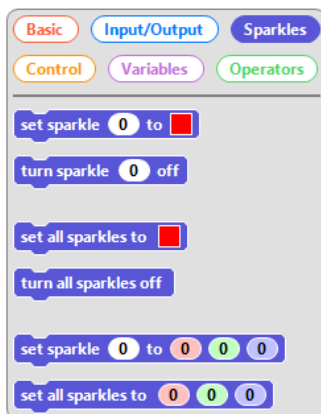 Basic Input/Output Sparkles
Control Variables Operators
set sparkle 0 to
turn sparkle 0 off
set all sparkles to
turn all sparkles off
set sparkle 0 to 0 0 0
set all sparkles to 0 0 0